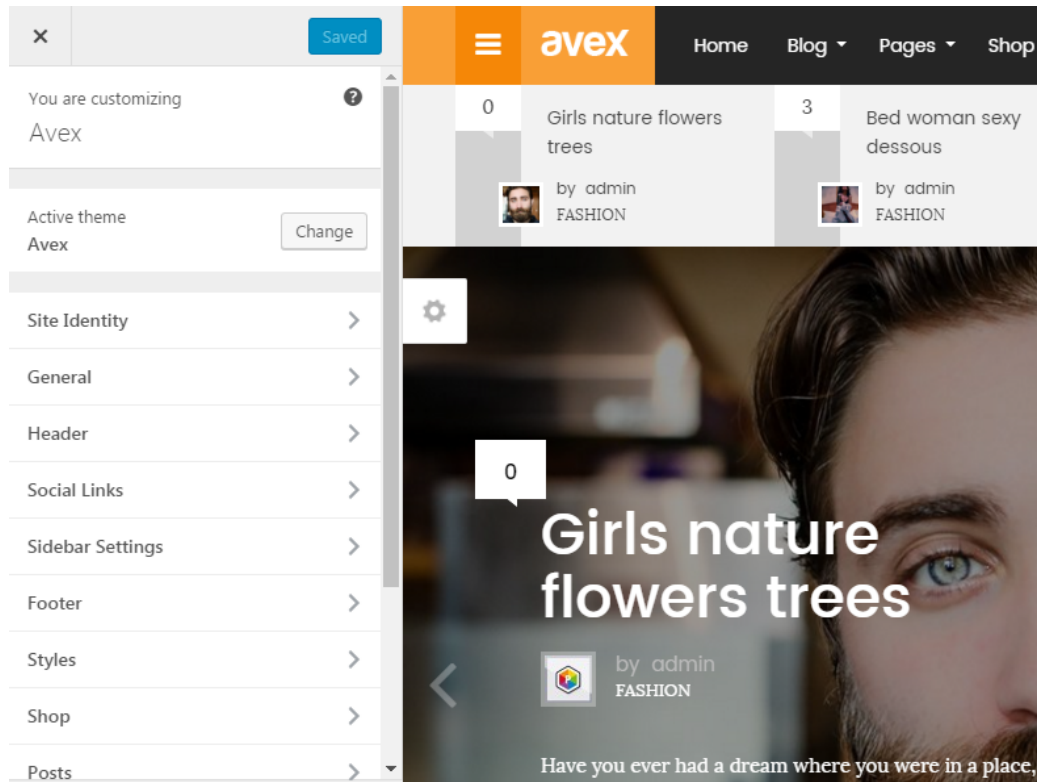 Saved
You are customizing
Avex
Active theme
Avex
Change
Site Identity
General
Header
Social Links
Sidebar Settings
Footer
Styles
Shop
Posts
avex
Home
Blog
Pages
Shop
0
Girls nature flowers
trees
by admin
FASHION
3
Bed woman sexy
dessous
by admin
FASHION
0
Girls nature
flowers trees
by admin
FASHION
Have you ever had a dream where you were in a place,